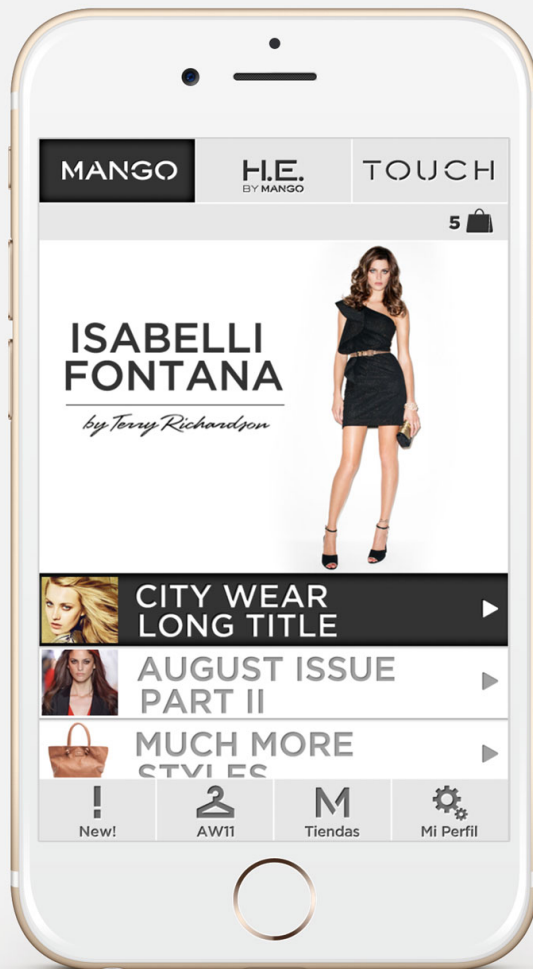 MANGO
H.E.
BY MANGO
TOUCH
5
ISABELLI
FONTANA
by Terry Richardson
CITY WEAR
LONG TITLE
AUGUST ISSUE
PART II
MUCH MORE
STYLES
New!
AW11
M
Tiendas
Mi Perfil